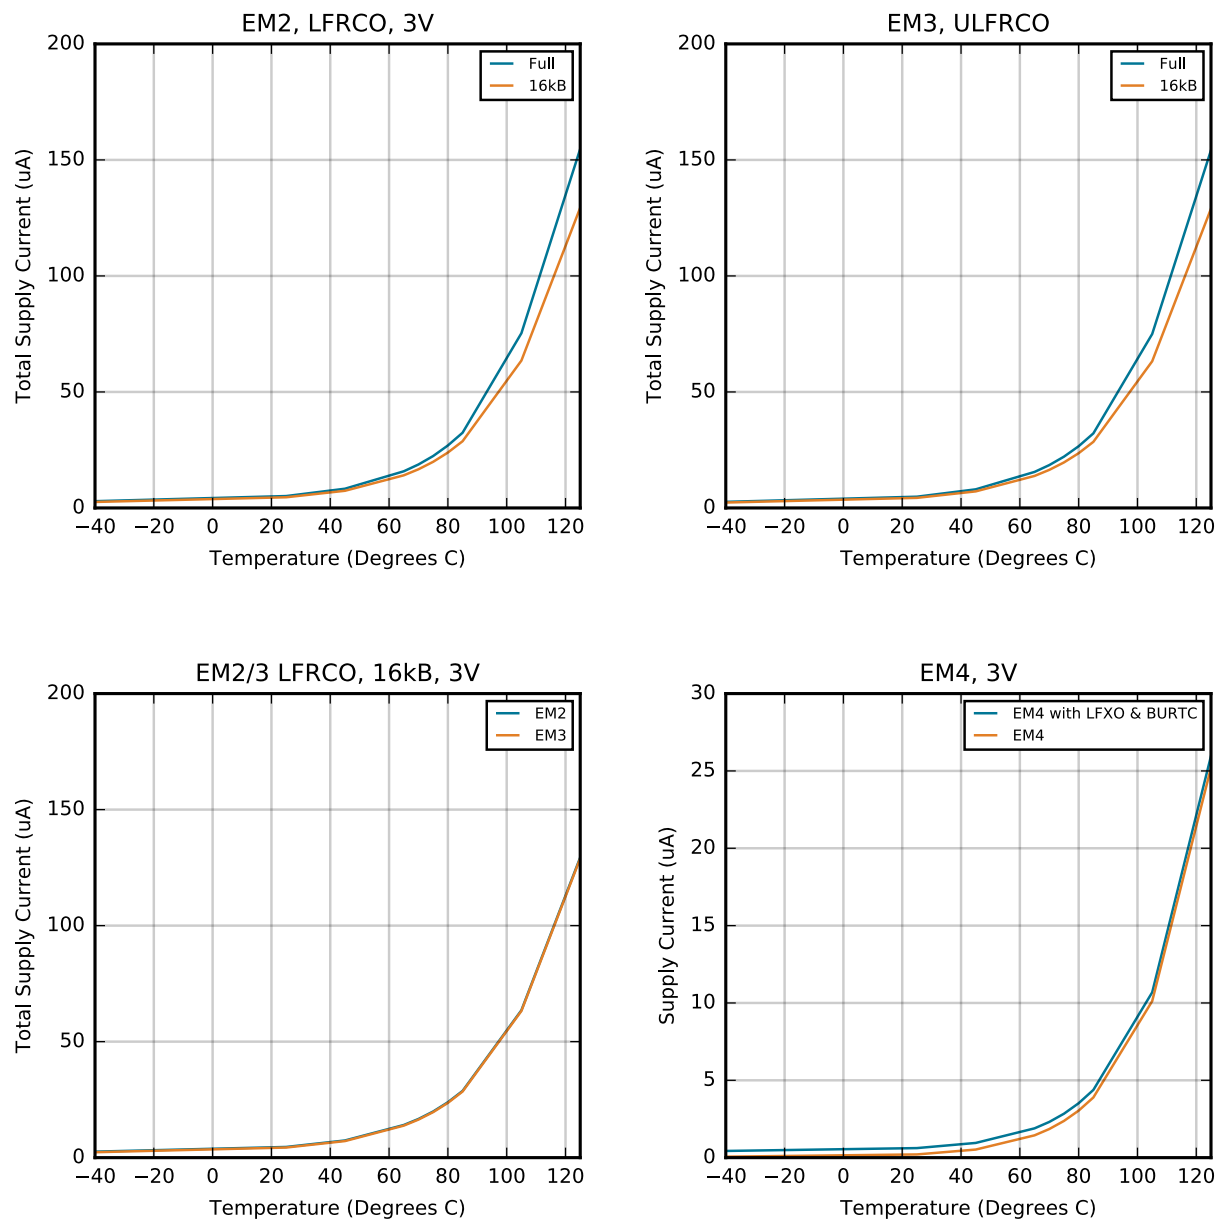 EM2, LFRCO, 3V
200
150
100
50
0
Total Supply Current (uA)
Full
16kB
−40 −20 0 20 40 60 80 100 120
Temperature (Degrees C)
EM3, ULFRCO
200
150
100
50
0
Total Supply Current (uA)
Full
16kB
−40 −20 0 20 40 60 80 100 120
Temperature (Degrees C)
EM2/3 LFRCO, 16kB, 3V
200
150
100
50
0
Total Supply Current (uA)
EM2
EM3
−40 −20 0 20 40 60 80 100 120
Temperature (Degrees C)
EM4, 3V
30
25
20
15
10
5
0
Supply Current (uA)
EM4 with LFXO & BURTC
EM4
−40 −20 0 20 40 60 80 100 120
Temperature (Degrees C)